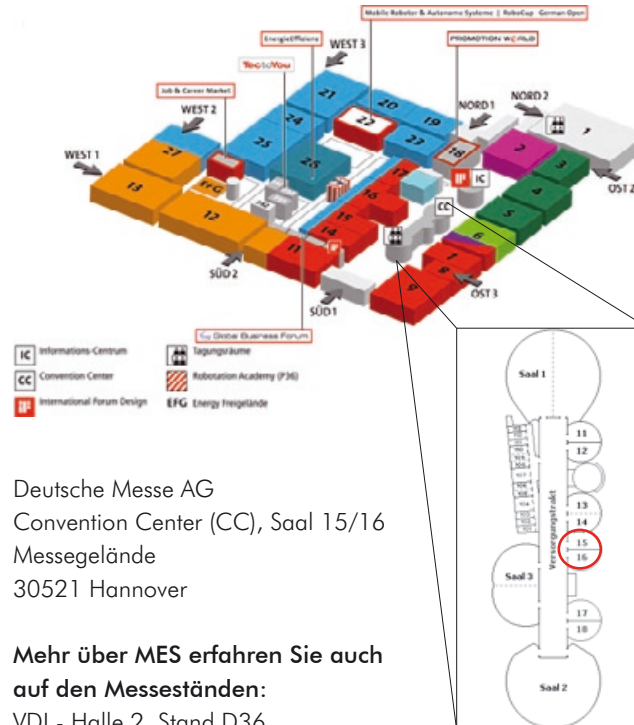 Mobile Roboter & Autonome Systeme | RoboCup German Open
EnergieEffizienz
WEST 3
PROMOTION WORLD
TectoYou
Job & Career Market
WEST 2
NORD 1
NORD 2
WEST 1
OST 2
21
20
19
22
23
18
1
24
25
26
2
3
27
17
IC
4
13
EFG
16
CC
5
12
15
6
14
11
7
8
9
SÜD 2
SÜD 1
OST 3
Global Business Forum
IC Informations-Centrum
Tagungsräume
CC Convention Center
Robotation Academy (P36)
International Forum Design
EFG Energy Freigelände
Saal 1
11
12
13
14
Versorgungstrakt
15
16
Saal 3
17
18
Saal 2
Deutsche Messe AG
Convention Center (CC), Saal 15/16
Messegelände
30521 Hannover
Mehr über MES erfahren Sie auch
auf den Messeständen:
VDI - Halle 2, Stand D36